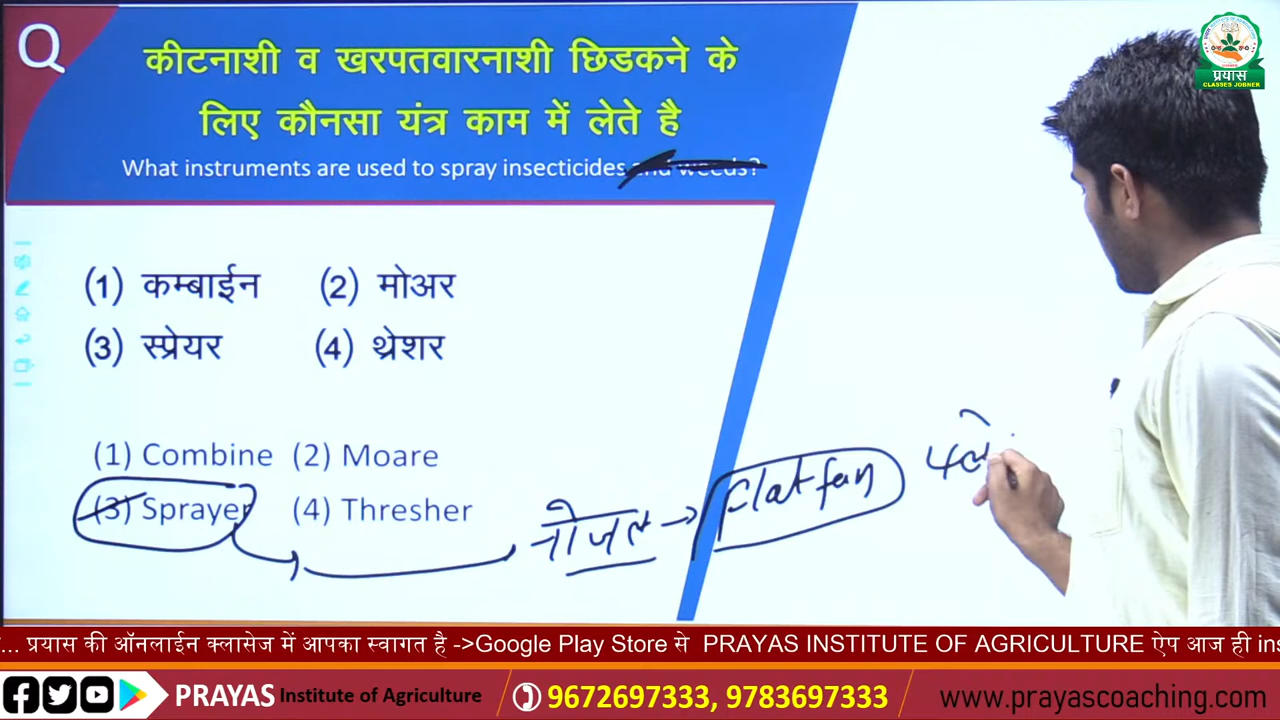 Q
कीटनाशी व खरपतवारनाशी छिडकने के
लिए कौनसा यंत्र काम में लेते है
What instruments are used to spray insecticides and weeds?
(1) कम्बाईन (2) मोअर
(3) स्प्रेयर (4) थ्रेशर
(1) Combine (2) Moare
(3) Sprayer (4) Thresher
नोजल → flat fan
फ्ले
प्रयास
CLASSES JOBNER
... प्रयास की ऑनलाईन क्लासेज में आपका स्वागत है ->Google Play Store से PRAYAS INSTITUTE OF AGRICULTURE ऐप आज ही ins
PRAYAS Institute of Agriculture 9672697333, 9783697333 www.prayascoaching.com